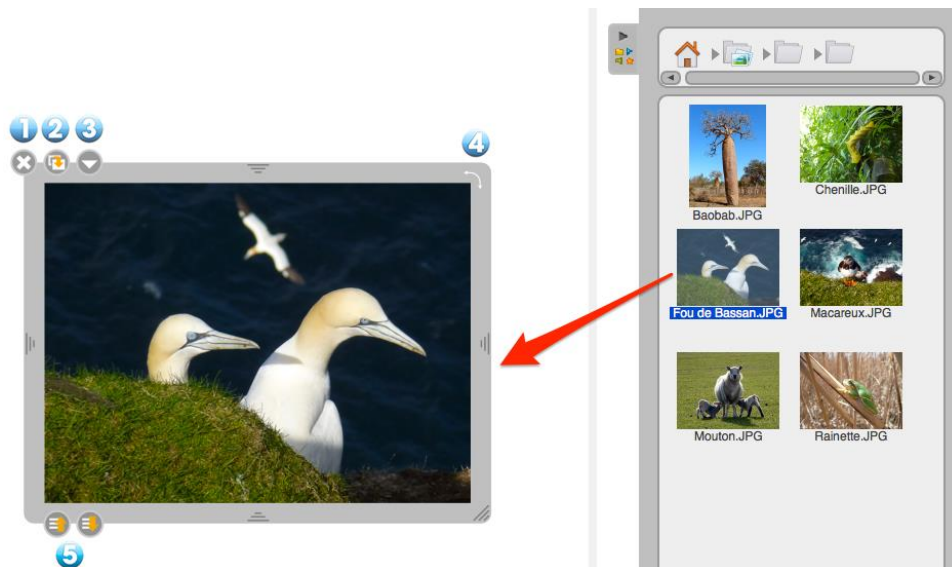 1 2 3
4
Baobab.JPG
Chenille.JPG
Fou de Bassan.JPG
Macareux.JPG
Mouton.JPG
Rainette.JPG
5